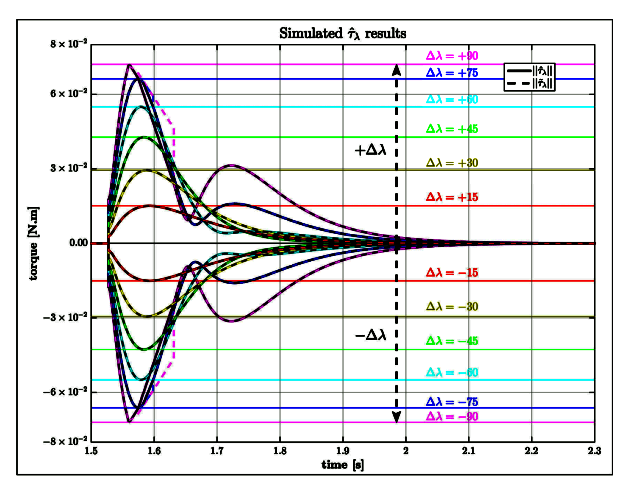 Simulated τ̂λ results
8×10⁻²
6×10⁻²
3×10⁻²
0.00
−3×10⁻²
−6×10⁻²
−8×10⁻²
torque [N.m]
Δλ = +90
Δλ = +75
Δλ = +60
Δλ = +45
Δλ = +30
Δλ = +15
Δλ = −15
Δλ = −30
Δλ = −45
Δλ = −60
Δλ = −75
Δλ = −90
+Δλ
−Δλ
1.5 1.6 1.7 1.8 1.9 2 2.1 2.2 2.3
time [s]